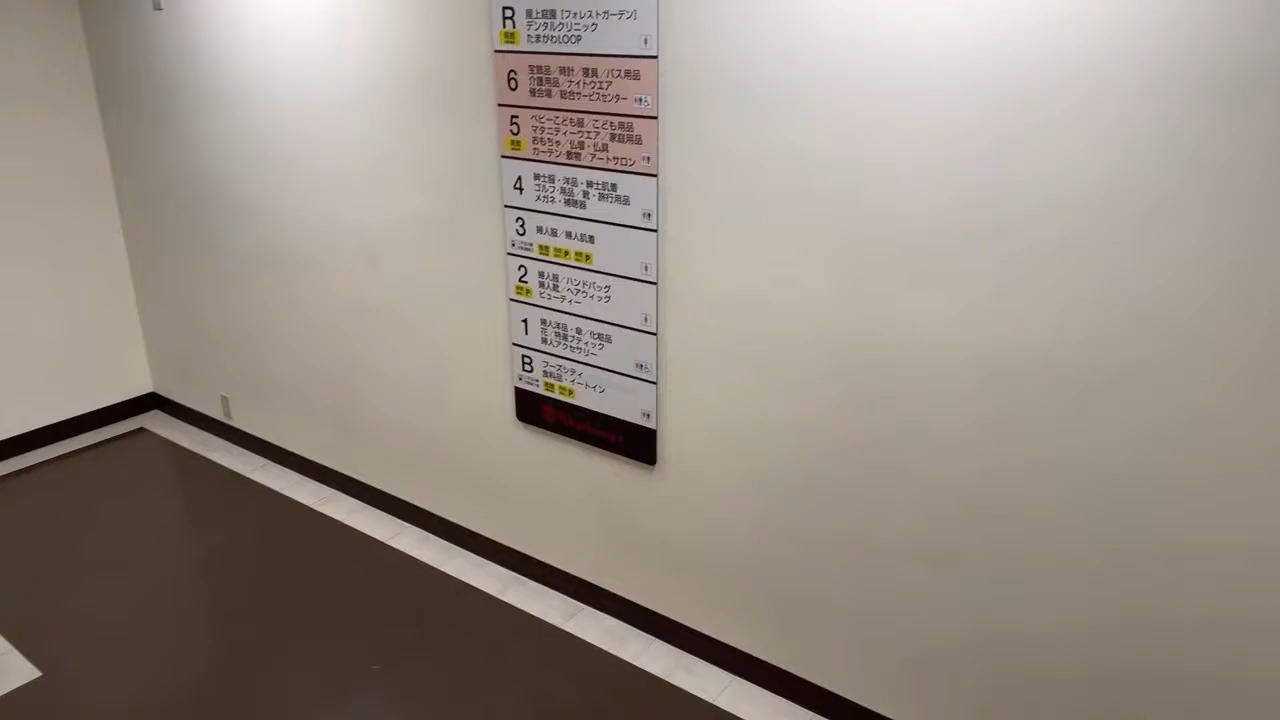 R
屋上庭園［フォレストガーデン］
デンタルクリニック
たまがわLOOP
6
宝飾品／時計／寝具／バス用品
介護用品／ナイトウエア
催会場／総合サービスセンター
5
ベビーこども服／こども用品
マタニティーウエア／家庭用品
おもちゃ／仏壇・仏具
カーテン・敷物／アートサロン
4
紳士服・洋品・紳士肌着
ゴルフ用品／靴・旅行用品
メガネ・補聴器
3
婦人服／婦人肌着
P
P
2
婦人服／ハンドバッグ
婦人靴／ヘアウィッグ
ビューティー
P
1
婦人洋品・傘／化粧品
花／特選ブティック
婦人アクセサリー
B
フーズシティ
食料品・イートイン
P